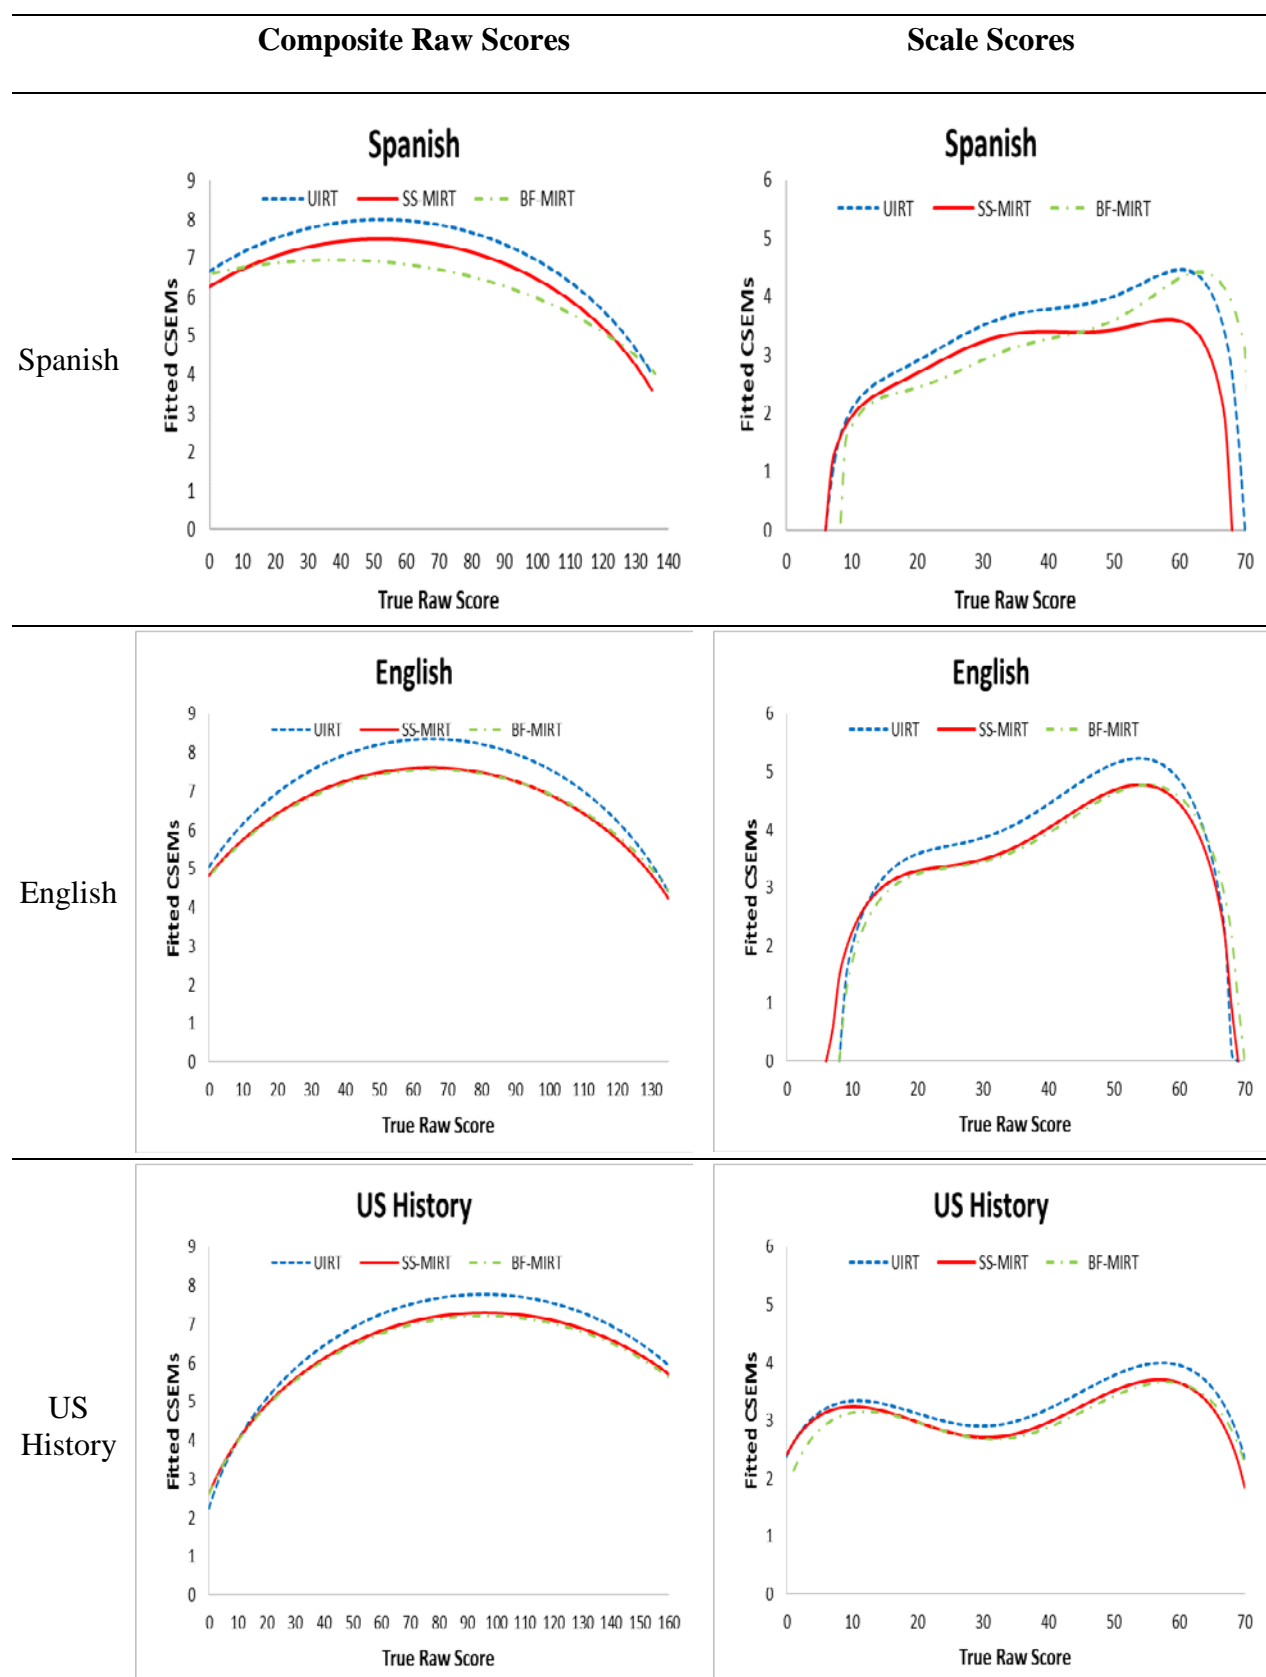 Composite Raw Scores Scale Scores
Spanish
Spanish
9
8
7
6
5
4
3
2
1
0
UIRT SS-MIRT BF-MIRT
Fitted CSEMs
0 10 20 30 40 50 60 70 80 90 100 110 120 130 140
True Raw Score
Spanish
6
5
4
3
2
1
0
UIRT SS-MIRT BF-MIRT
Fitted CSEMs
0 10 20 30 40 50 60 70
True Raw Score
English
English
9
8
7
6
5
4
3
2
1
0
UIRT SS-MIRT BF-MIRT
Fitted CSEMs
0 10 20 30 40 50 60 70 80 90 100 110 120 130
True Raw Score
English
6
5
4
3
2
1
0
UIRT SS-MIRT BF-MIRT
Fitted CSEMs
0 10 20 30 40 50 60 70
True Raw Score
US
History
US History
9
8
7
6
5
4
3
2
1
0
UIRT SS-MIRT BF-MIRT
Fitted CSEMs
0 10 20 30 40 50 60 70 80 90 100 110 120 130 140 150 160
True Raw Score
US History
6
5
4
3
2
1
0
UIRT SS-MIRT BF-MIRT
Fitted CSEMs
0 10 20 30 40 50 60 70
True Raw Score